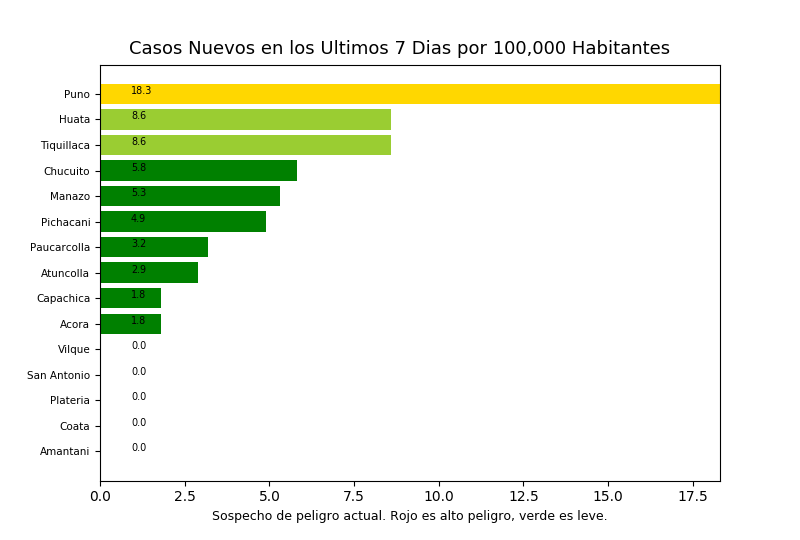 Casos Nuevos en los Ultimos 7 Dias por 100,000 Habitantes
Puno 18.3
Huata 8.6
Tiquillaca 8.6
Chucuito 5.8
Manazo 5.3
Pichacani 4.9
Paucarcolla 3.2
Atuncolla 2.9
Capachica 1.8
Acora 1.8
Vilque 0.0
San Antonio 0.0
Plateria 0.0
Coata 0.0
Amantani 0.0
0.0 2.5 5.0 7.5 10.0 12.5 15.0 17.5
Sospecho de peligro actual. Rojo es alto peligro, verde es leve.